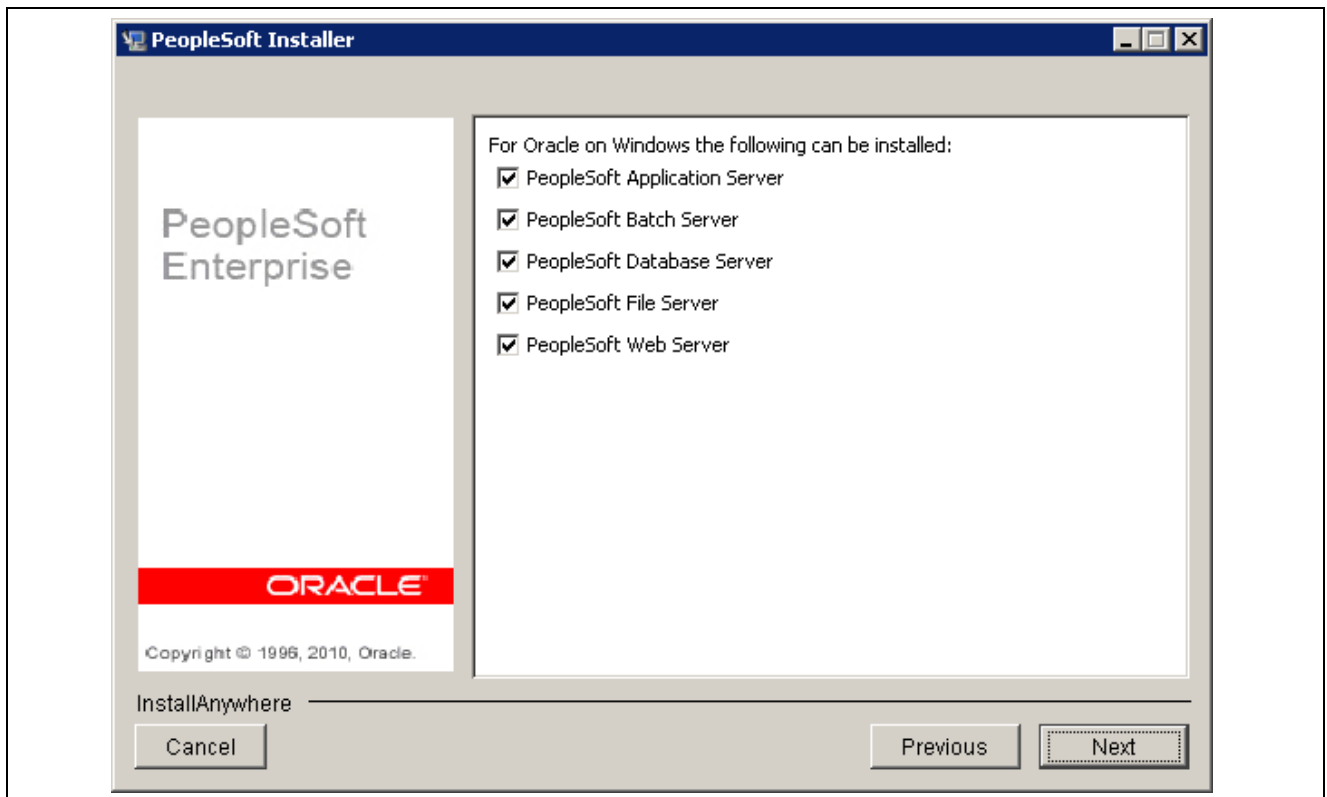 PeopleSoft Installer
PeopleSoft
Enterprise
ORACLE
Copyright © 1996, 2010, Oracle.
For Oracle on Windows the following can be installed:
PeopleSoft Application Server
PeopleSoft Batch Server
PeopleSoft Database Server
PeopleSoft File Server
PeopleSoft Web Server
InstallAnywhere
Cancel
Previous
Next